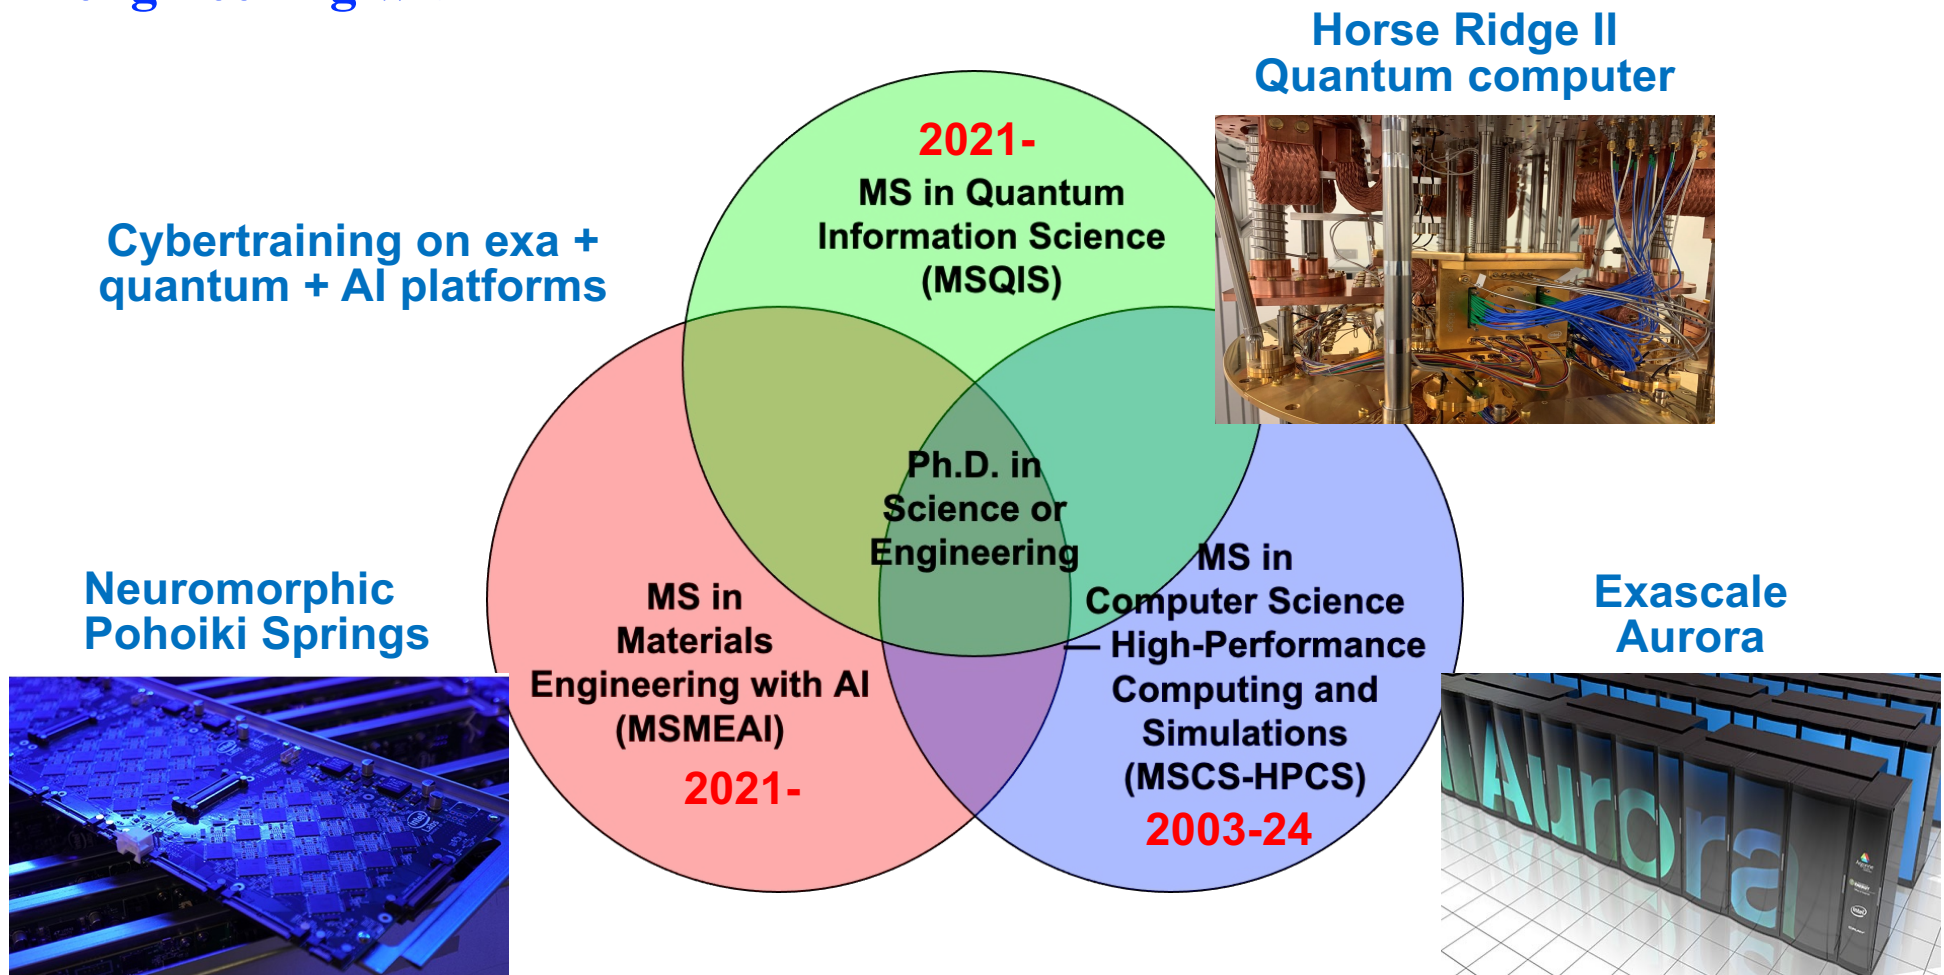 Horse Ridge II
Quantum computer
2021-
MS in Quantum
Information Science
(MSQIS)
Cybertraining on exa +
quantum + AI platforms
Ph.D. in
Science or
Engineering
Neuromorphic
Pohoiki Springs
MS in
Materials
Engineering with AI
(MSMEAI)
2021-
MS in
Computer Science
— High-Performance
Computing and
Simulations
(MSCS-HPCS)
2003-24
Exascale
Aurora
Aurora
intel